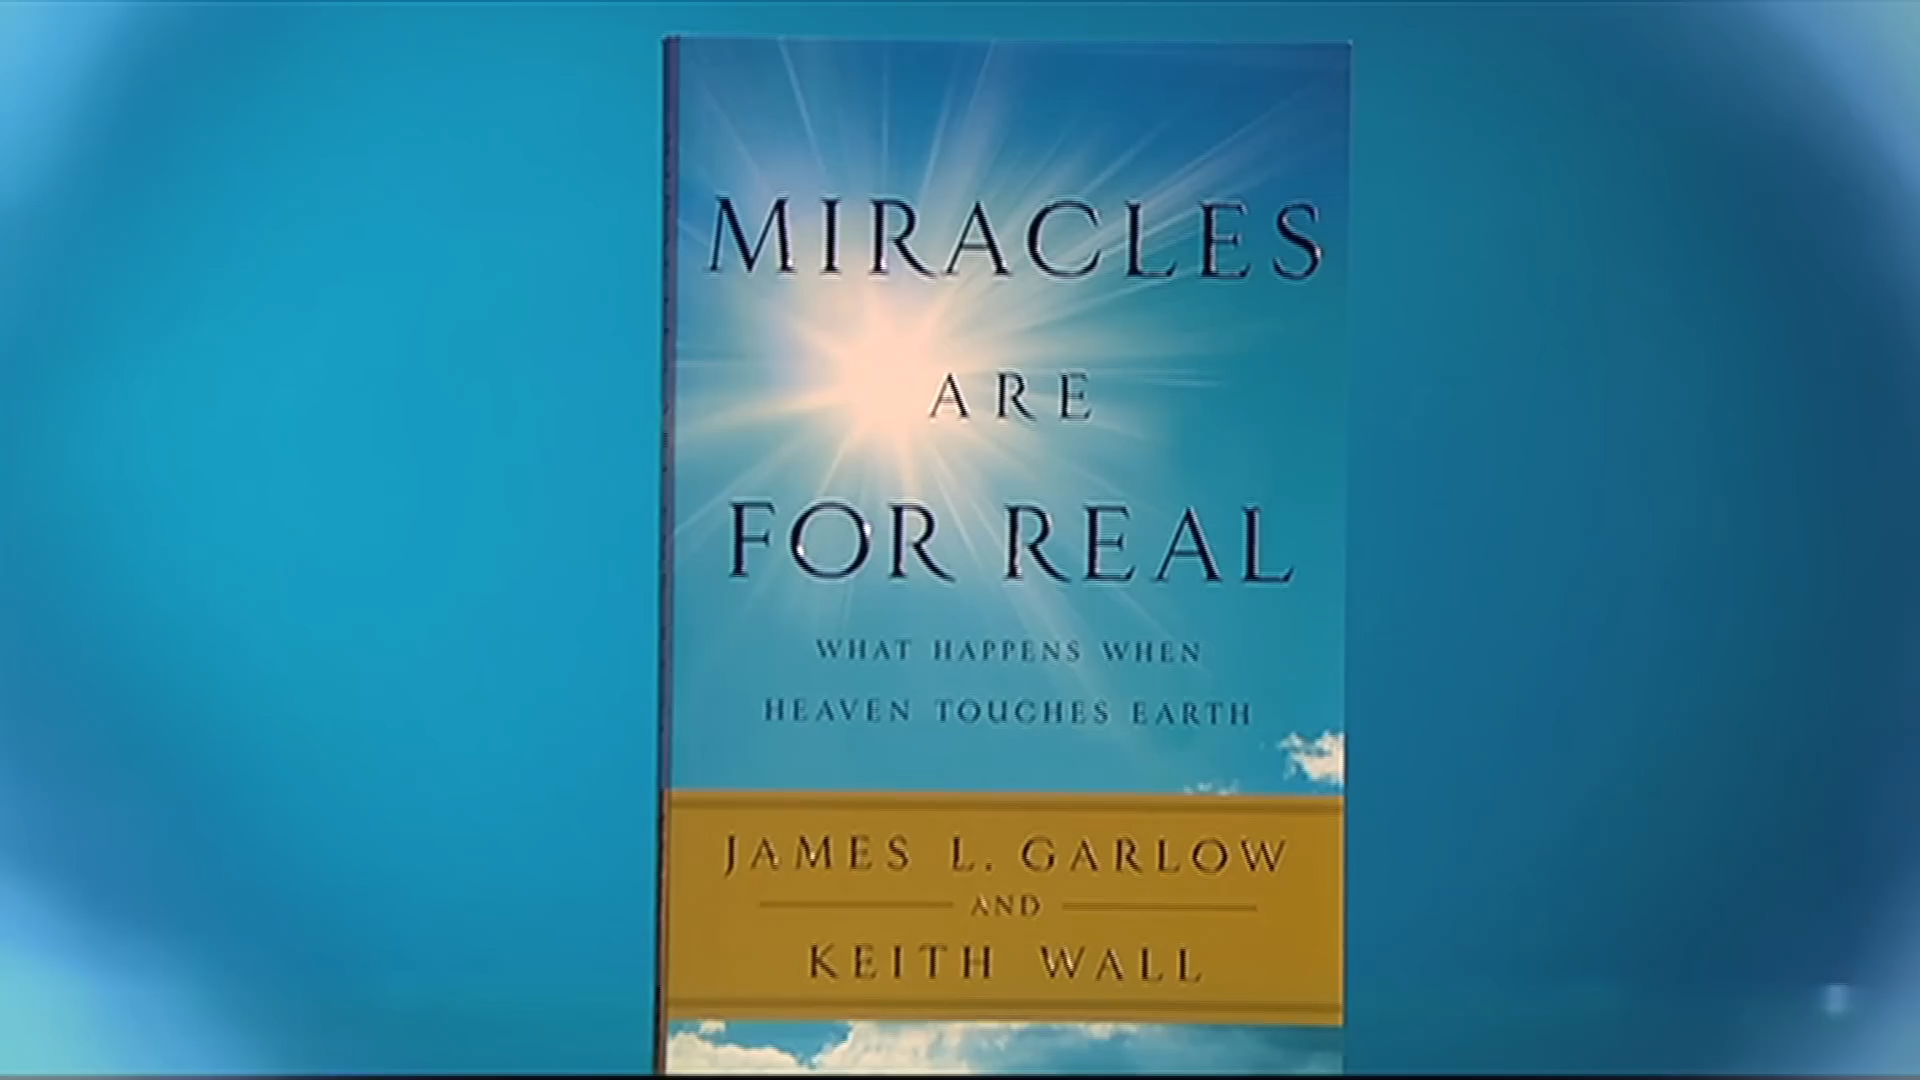 MIRACLES
ARE
FOR REAL
WHAT HAPPENS WHEN
HEAVEN TOUCHES EARTH
JAMES L. GARLOW
AND
KEITH WALL